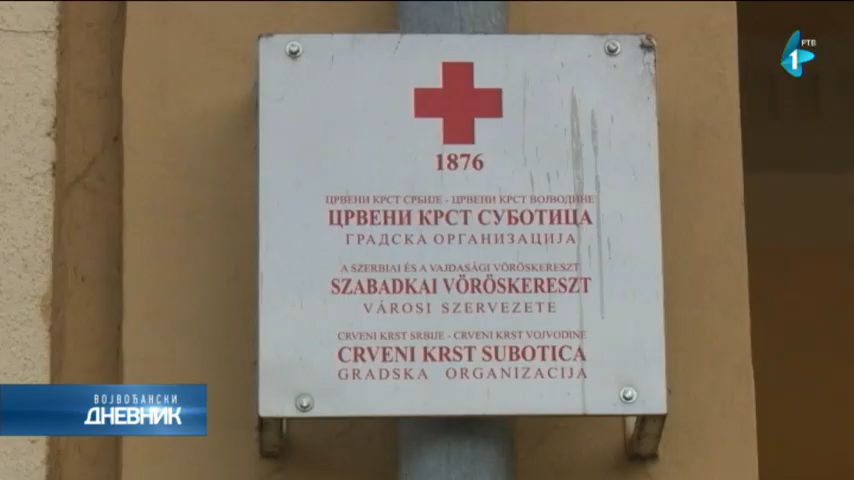 РТВ
1
1876
ЦРВЕНИ КРСТ СРБИЈЕ - ЦРВЕНИ КРСТ ВОЈВОДИНЕ
ЦРВЕНИ КРСТ СУБОТИЦА
ГРАДСКА ОРГАНИЗАЦИЈА
A SZERBIAI ÉS A VAJDASÁGI VÖRÖSKERESZT
SZABADKAI VÖRÖSKERESZT
VÁROSI SZERVEZETE
CRVENI KRST SRBIJE - CRVENI KRST VOJVODINE
CRVENI KRST SUBOTICA
GRADSKA ORGANIZACIJA
ВОЈВОЂАНСКИ
ДНЕВНИК